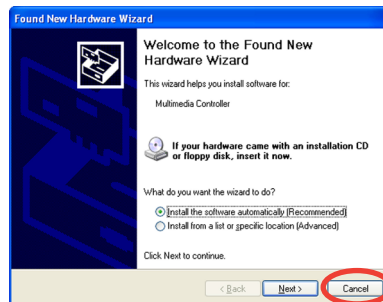 Found New Hardware Wizard
Welcome to the Found New
Hardware Wizard
This wizard helps you install software for:
Multimedia Controller
If your hardware came with an installation CD
or floppy disk, insert it now.
What do you want the wizard to do?
Install the software automatically (Recommended)
Install from a list or specific location (Advanced)
Click Next to continue.
< Back Next > Cancel